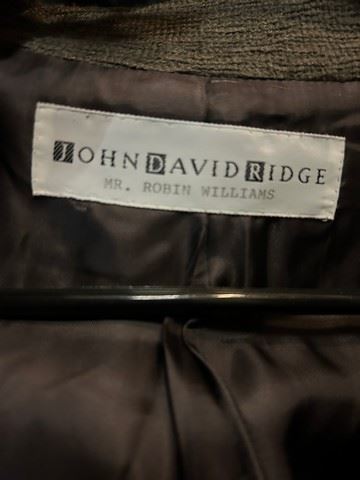 JOHN DAVID RIDGE
MR. ROBIN WILLIAMS